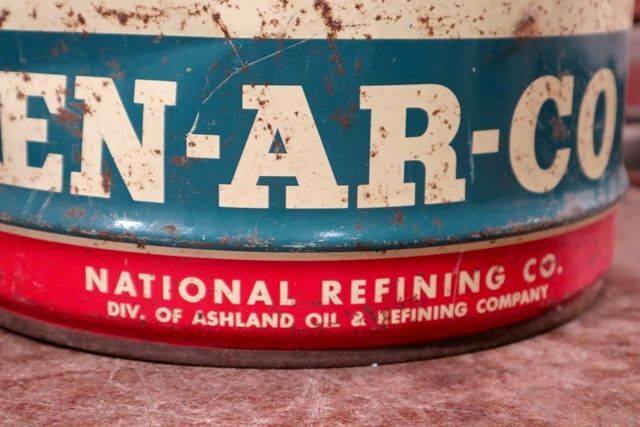 EN-AR-CO
NATIONAL REFINING CO.
DIV. OF ASHLAND OIL & REFINING COMPANY